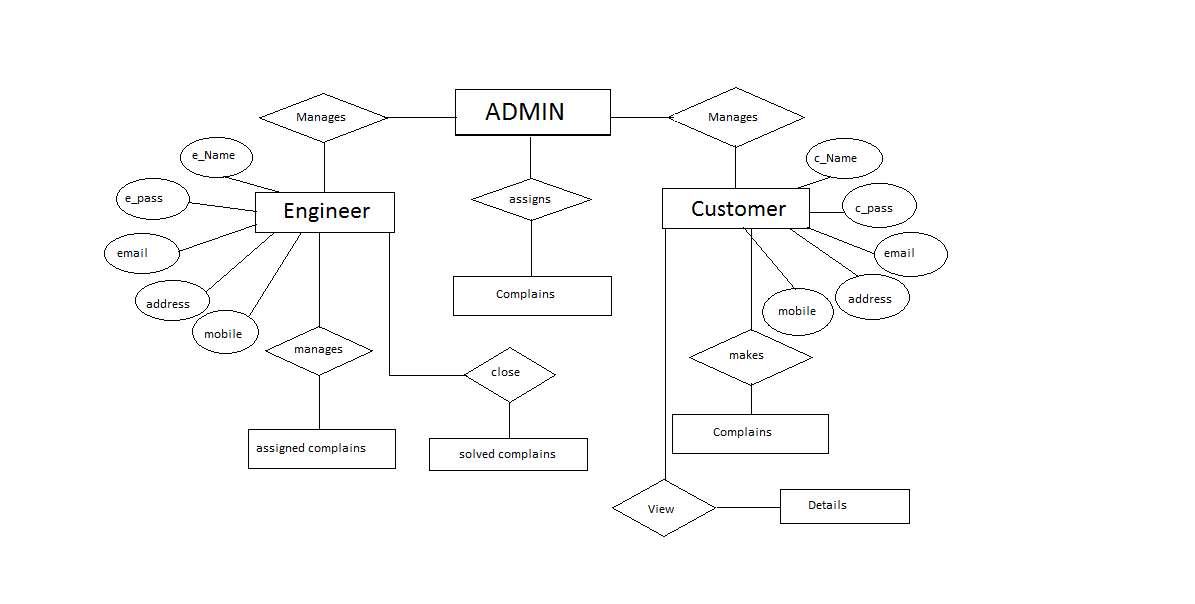 ADMIN
Manages
Manages
e_Name
c_Name
e_pass
assigns
c_pass
Engineer
Customer
email
email
Complains
address
address
mobile
mobile
manages
makes
close
Complains
assigned complains
solved complains
View
Details